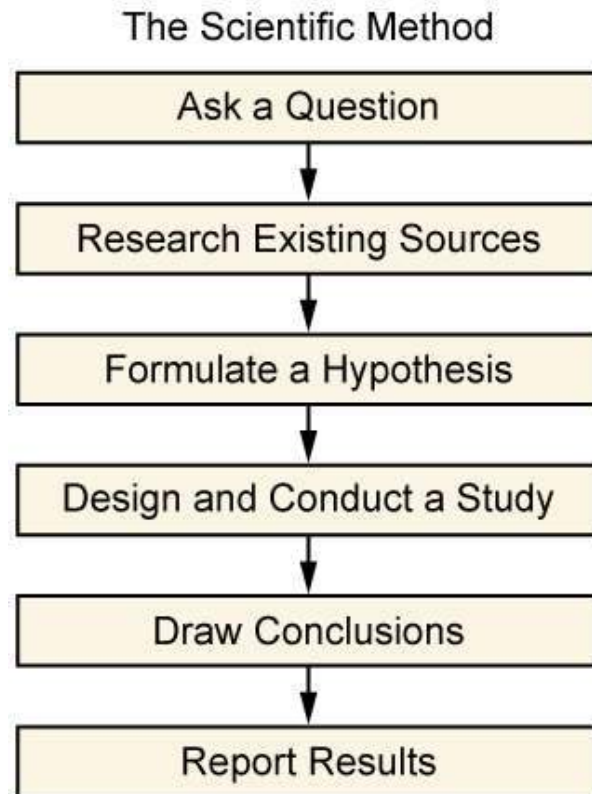 The Scientific Method
Ask a Question
Research Existing Sources
Formulate a Hypothesis
Design and Conduct a Study
Draw Conclusions
Report Results